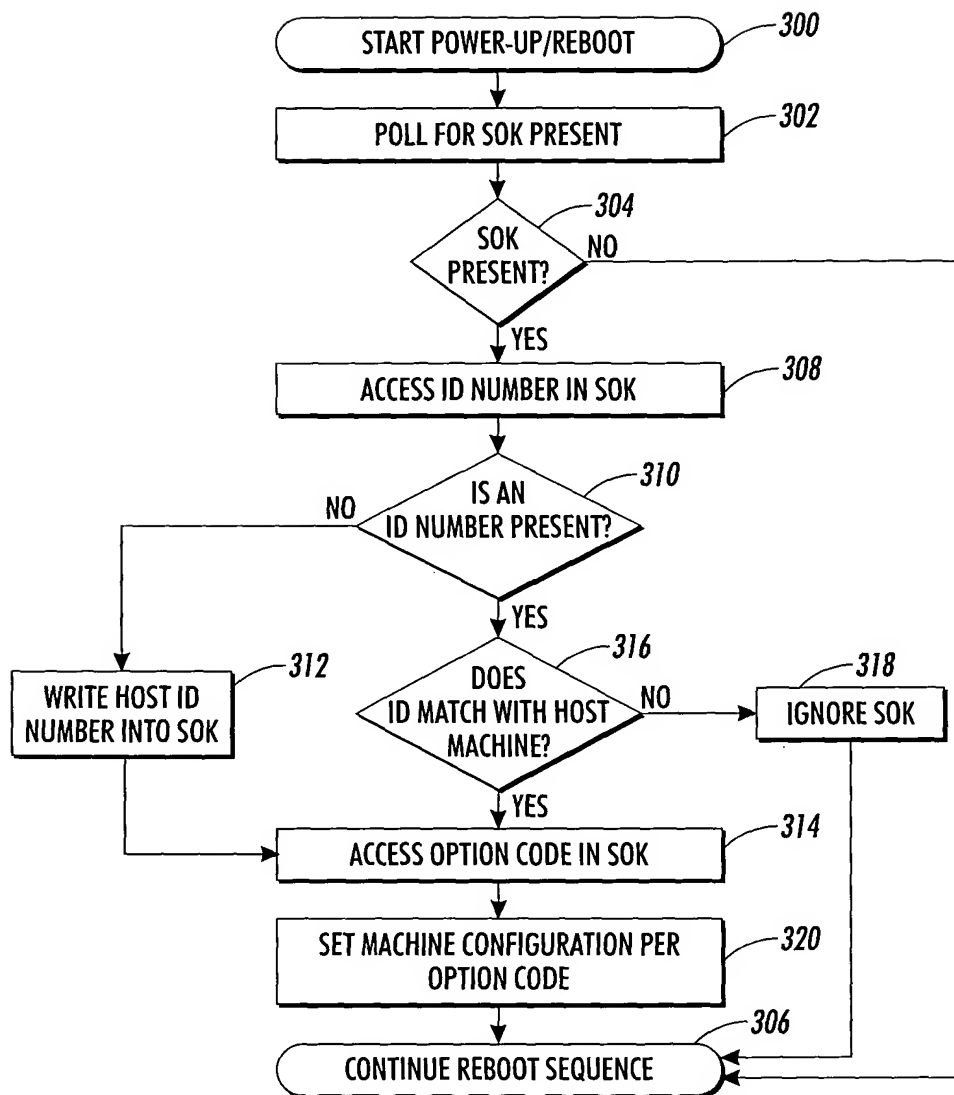 START POWER-UP/REBOOT
300
POLL FOR SOK PRESENT
302
304
SOK
PRESENT?
NO
YES
ACCESS ID NUMBER IN SOK
308
310
IS AN
ID NUMBER PRESENT?
NO
YES
312
WRITE HOST ID
NUMBER INTO SOK
316
DOES
ID MATCH WITH HOST
MACHINE?
NO
318
IGNORE SOK
YES
ACCESS OPTION CODE IN SOK
314
SET MACHINE CONFIGURATION PER
OPTION CODE
320
306
CONTINUE REBOOT SEQUENCE